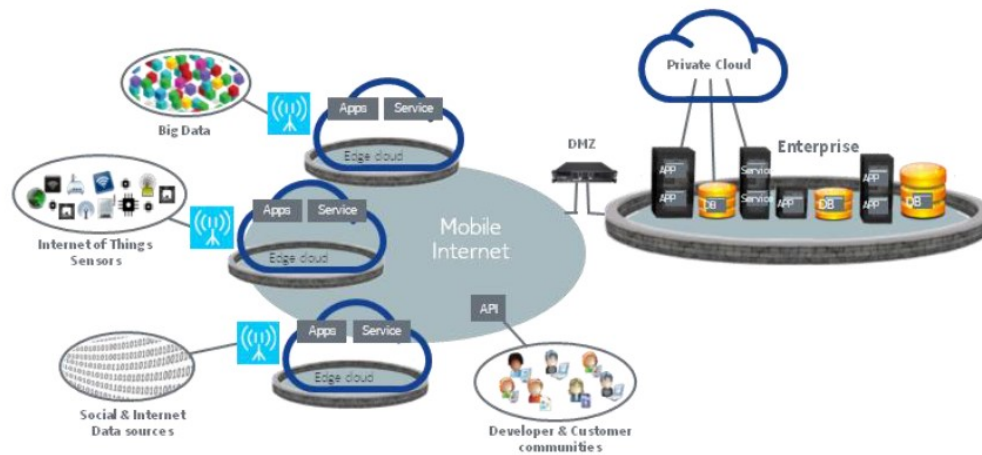 Private Cloud
Apps
Service
Big Data
Edge cloud
DMZ
Enterprise
APP
Service
APP
APP
DB
Service
APP
DB
APP
DB
Apps
Service
Mobile
Internet
Edge cloud
Internet of Things
Sensors
API
Apps
Service
Edge cloud
Social & Internet
Data sources
Developer & Customer
communities